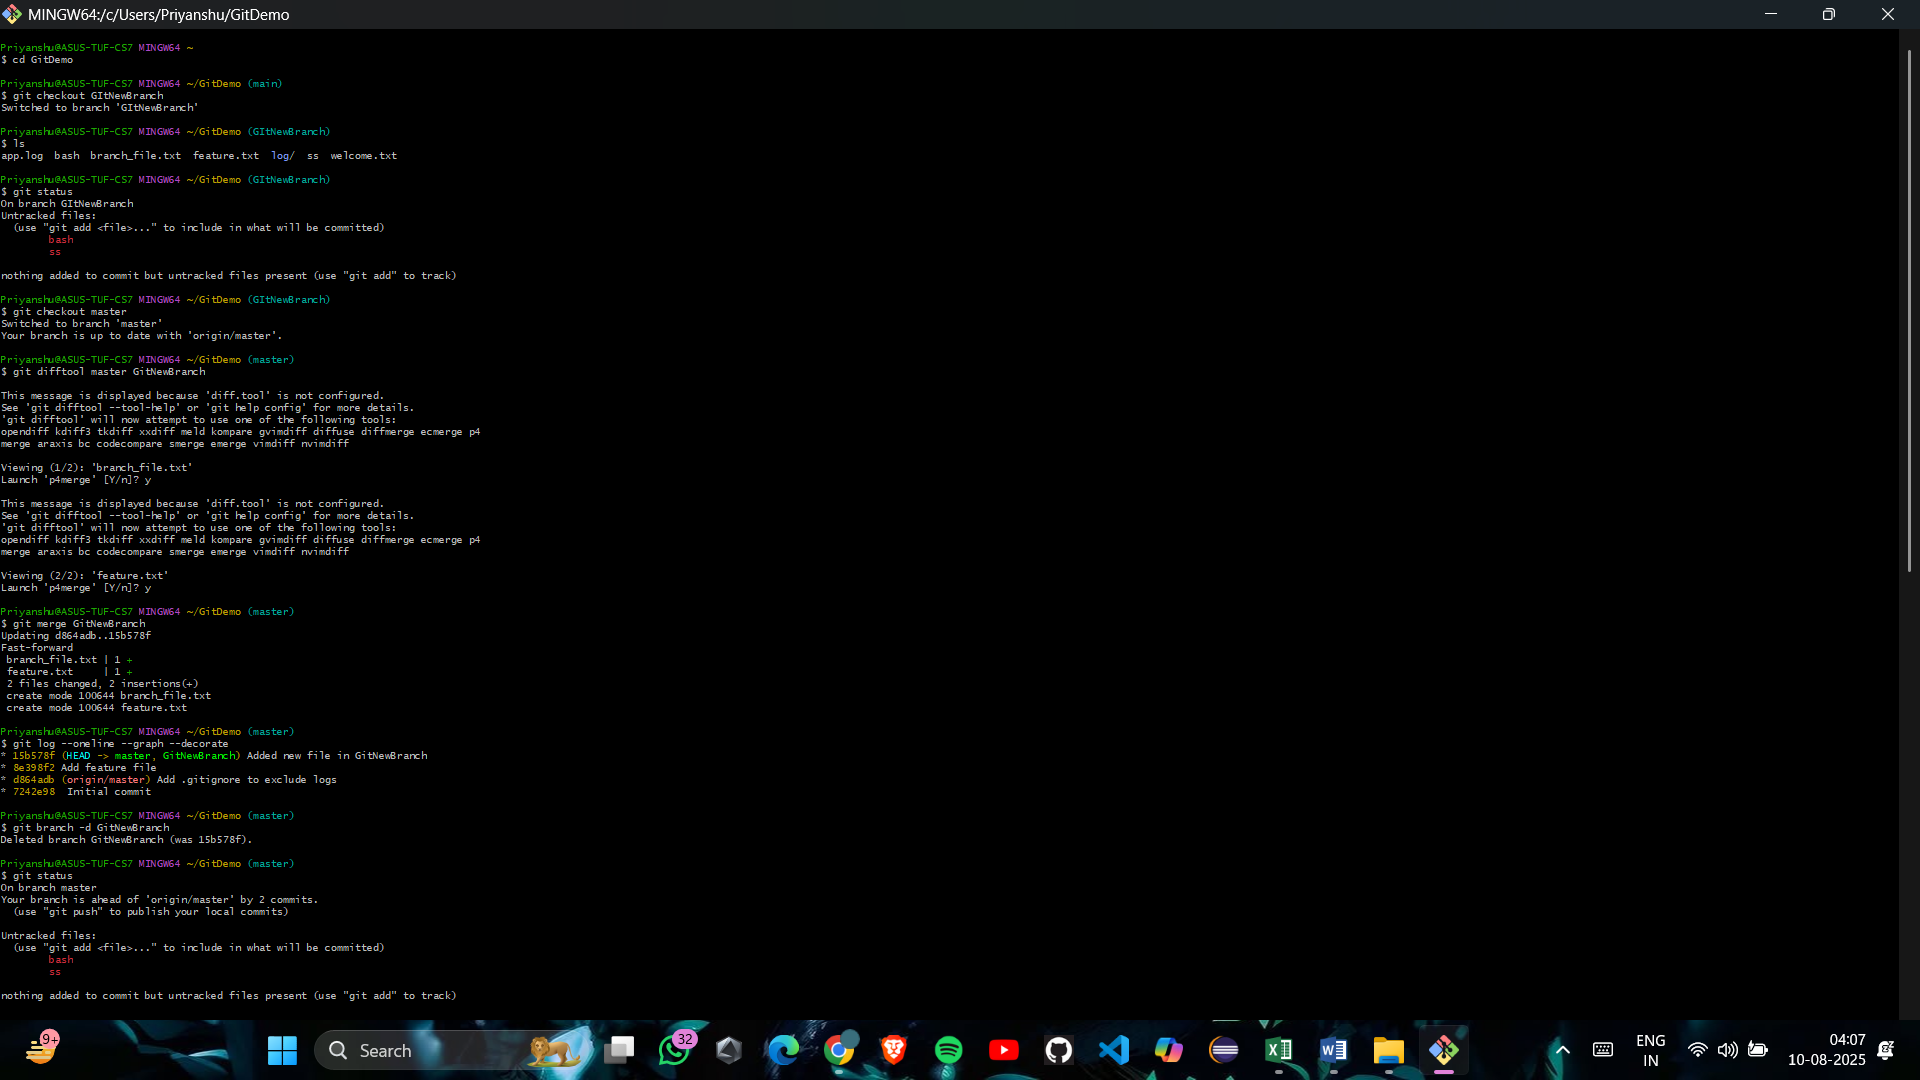 MINGW64:/c/Users/Priyanshu/GitDemo
Priyanshu@ASUS-TUF-CS7 MINGW64 ~
$ cd GitDemo
Priyanshu@ASUS-TUF-CS7 MINGW64 ~/GitDemo (main)
$ git checkout GItNewBranch
Switched to branch 'GItNewBranch'
Priyanshu@ASUS-TUF-CS7 MINGW64 ~/GitDemo (GItNewBranch)
$ ls
app.log  bash  branch_file.txt  feature.txt  log/  ss  welcome.txt
Priyanshu@ASUS-TUF-CS7 MINGW64 ~/GitDemo (GItNewBranch)
$ git status
On branch GItNewBranch
Untracked files:
  (use "git add <file>..." to include in what will be committed)
        bash
        ss
nothing added to commit but untracked files present (use "git add" to track)
Priyanshu@ASUS-TUF-CS7 MINGW64 ~/GitDemo (GItNewBranch)
$ git checkout master
Switched to branch 'master'
Your branch is up to date with 'origin/master'.
Priyanshu@ASUS-TUF-CS7 MINGW64 ~/GitDemo (master)
$ git difftool master GitNewBranch
This message is displayed because 'diff.tool' is not configured.
See 'git difftool --tool-help' or 'git help config' for more details.
'git difftool' will now attempt to use one of the following tools:
opendiff kdiff3 tkdiff xxdiff meld kompare gvimdiff diffuse diffmerge ecmerge p4
merge araxis bc codecompare smerge emerge vimdiff nvimdiff
Viewing (1/2): 'branch_file.txt'
Launch 'p4merge' [Y/n]? y
This message is displayed because 'diff.tool' is not configured.
See 'git difftool --tool-help' or 'git help config' for more details.
'git difftool' will now attempt to use one of the following tools:
opendiff kdiff3 tkdiff xxdiff meld kompare gvimdiff diffuse diffmerge ecmerge p4
merge araxis bc codecompare smerge emerge vimdiff nvimdiff
Viewing (2/2): 'feature.txt'
Launch 'p4merge' [Y/n]? y
Priyanshu@ASUS-TUF-CS7 MINGW64 ~/GitDemo (master)
$ git merge GitNewBranch
Updating d864adb..15b578f
Fast-forward
 branch_file.txt | 1 +
 feature.txt     | 1 +
 2 files changed, 2 insertions(+)
 create mode 100644 branch_file.txt
 create mode 100644 feature.txt
Priyanshu@ASUS-TUF-CS7 MINGW64 ~/GitDemo (master)
$ git log --oneline --graph --decorate
* 15b578f (HEAD -> master, GitNewBranch) Added new file in GitNewBranch
* 8e398f2 Add feature file
* d864adb (origin/master) Add .gitignore to exclude logs
* 7242e98  Initial commit
Priyanshu@ASUS-TUF-CS7 MINGW64 ~/GitDemo (master)
$ git branch -d GitNewBranch
Deleted branch GitNewBranch (was 15b578f).
Priyanshu@ASUS-TUF-CS7 MINGW64 ~/GitDemo (master)
$ git status
On branch master
Your branch is ahead of 'origin/master' by 2 commits.
  (use "git push" to publish your local commits)
Untracked files:
  (use "git add <file>..." to include in what will be committed)
        bash
        ss
nothing added to commit but untracked files present (use "git add" to track)
9+
Search
32
ENG
IN
04:07
10-08-2025